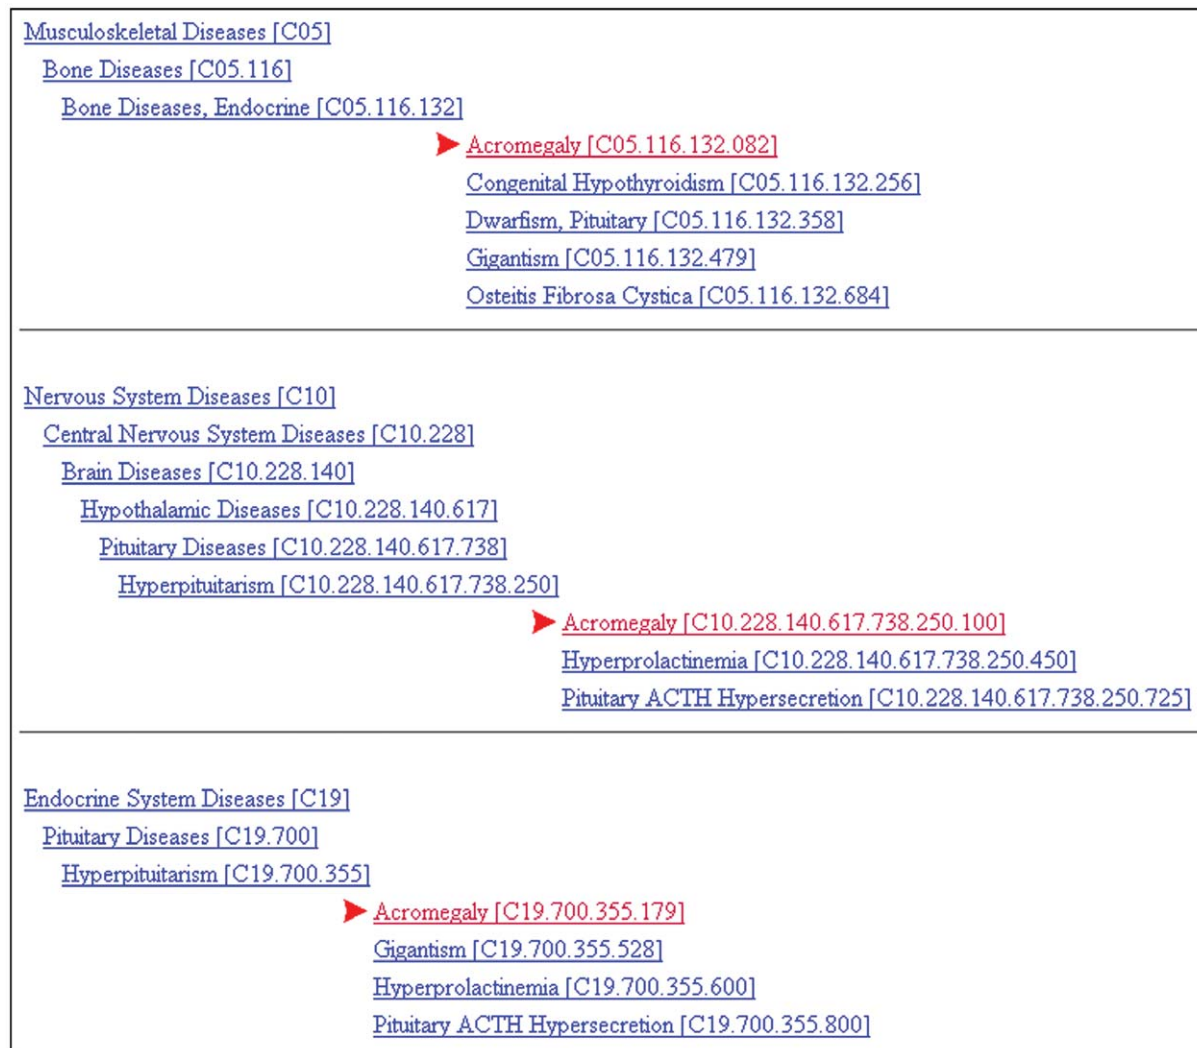 Musculoskeletal Diseases [C05]
Bone Diseases [C05.116]
Bone Diseases, Endocrine [C05.116.132]
Acromegaly [C05.116.132.082]
Congenital Hypothyroidism [C05.116.132.256]
Dwarfism, Pituitary [C05.116.132.358]
Gigantism [C05.116.132.479]
Osteitis Fibrosa Cystica [C05.116.132.684]
Nervous System Diseases [C10]
Central Nervous System Diseases [C10.228]
Brain Diseases [C10.228.140]
Hypothalamic Diseases [C10.228.140.617]
Pituitary Diseases [C10.228.140.617.738]
Hyperpituitarism [C10.228.140.617.738.250]
Acromegaly [C10.228.140.617.738.250.100]
Hyperprolactinemia [C10.228.140.617.738.250.450]
Pituitary ACTH Hypersecretion [C10.228.140.617.738.250.725]
Endocrine System Diseases [C19]
Pituitary Diseases [C19.700]
Hyperpituitarism [C19.700.355]
Acromegaly [C19.700.355.179]
Gigantism [C19.700.355.528]
Hyperprolactinemia [C19.700.355.600]
Pituitary ACTH Hypersecretion [C19.700.355.800]